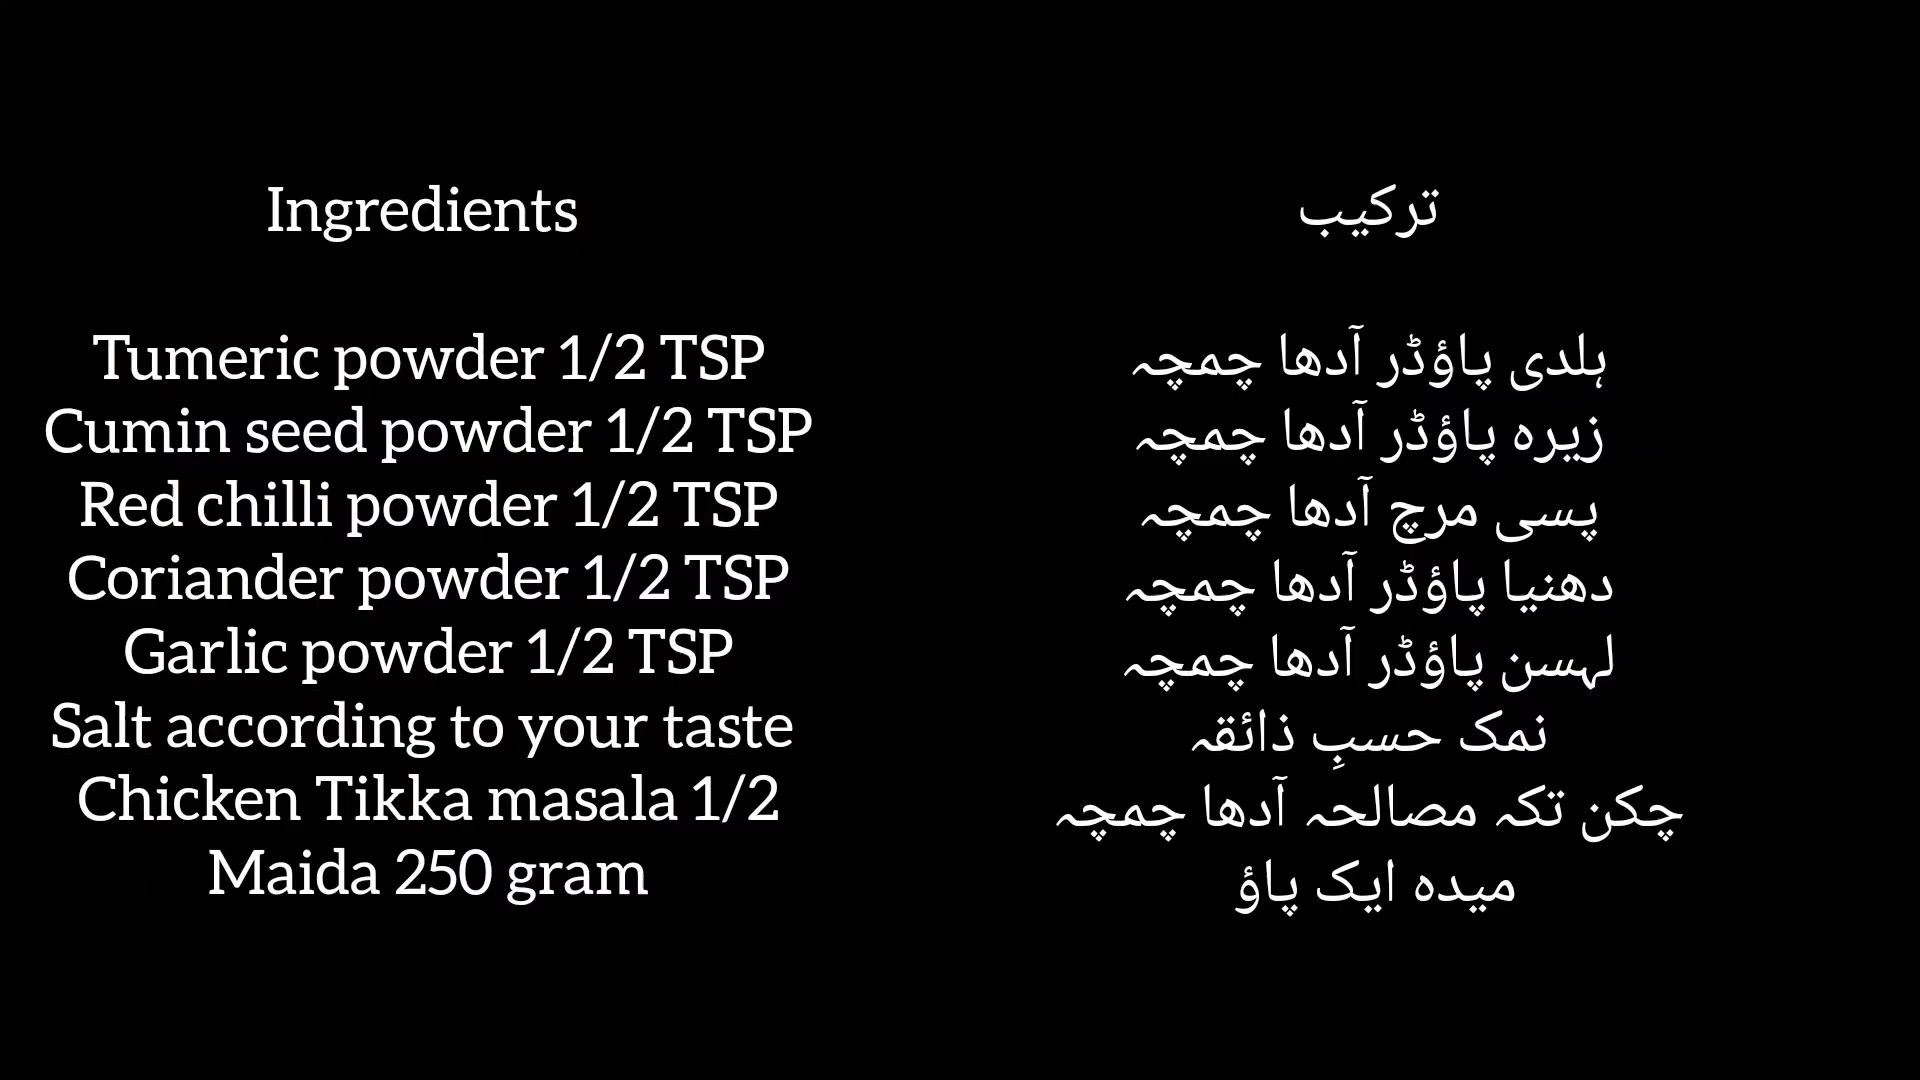 Ingredients
Tumeric powder 1/2 TSP
Cumin seed powder 1/2 TSP
Red chilli powder 1/2 TSP
Coriander powder 1/2 TSP
Garlic powder 1/2 TSP
Salt according to your taste
Chicken Tikka masala 1/2
Maida 250 gram
ترکیب
ہلدی پاؤڈر آدھا چمچہ
زیرہ پاؤڈر آدھا چمچہ
پسی مرچ آدھا چمچہ
دھنیا پاؤڈر آدھا چمچہ
لہسن پاؤڈر آدھا چمچہ
نمک حسبِ ذائقہ
چکن تکہ مصالحہ آدھا چمچہ
میدہ ایک پاؤ